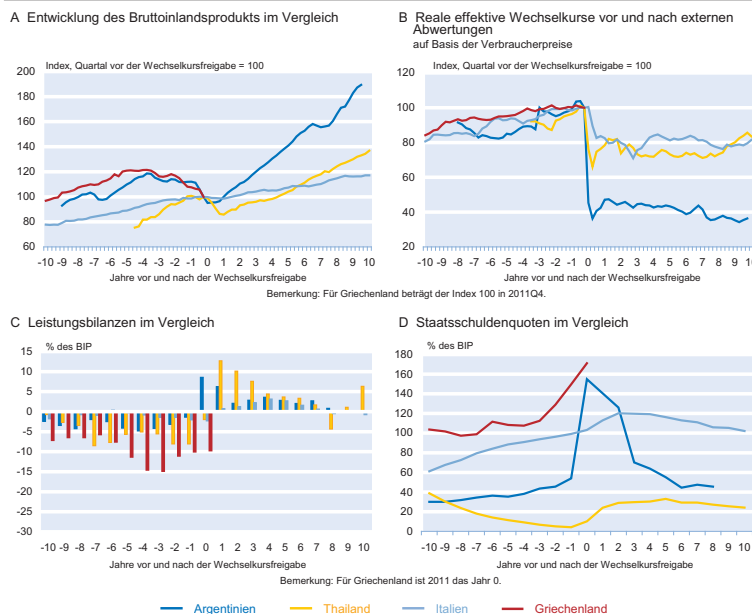 A Entwicklung des Bruttoinlandsprodukts im Vergleich
Index, Quartal vor der Wechselkursfreigabe = 100
200
180
160
140
120
100
80
60
-10 -9 -8 -7 -6 -5 -4 -3 -2 -1 0 1 2 3 4 5 6 7 8 9 10
Jahre vor und nach der Wechselkursfreigabe
B Reale effektive Wechselkurse vor und nach externen
Abwertungen
auf Basis der Verbraucherpreise
Index, Quartal vor der Wechselkursfreigabe = 100
120
100
80
60
40
20
-10 -9 -8 -7 -6 -5 -4 -3 -2 -1 0 1 2 3 4 5 6 7 8 9 10
Jahre vor und nach der Wechselkursfreigabe
Bemerkung: Für Griechenland beträgt der Index 100 in 2011Q4.
C Leistungsbilanzen im Vergleich
% des BIP
15
10
5
0
-5
-10
-15
-20
-25
-30
-10 -9 -8 -7 -6 -5 -4 -3 -2 -1 0 1 2 3 4 5 6 7 8 9 10
Jahre vor und nach der Wechselkursfreigabe
D Staatsschuldenquoten im Vergleich
% des BIP
180
160
140
120
100
80
60
40
20
0
-10 -9 -8 -7 -6 -5 -4 -3 -2 -1 0 1 2 3 4 5 6 7 8 9 10
Jahre vor und nach der Wechselkursfreigabe
Bemerkung: Für Griechenland ist 2011 das Jahr 0.
Argentinien Thailand Italien Griechenland